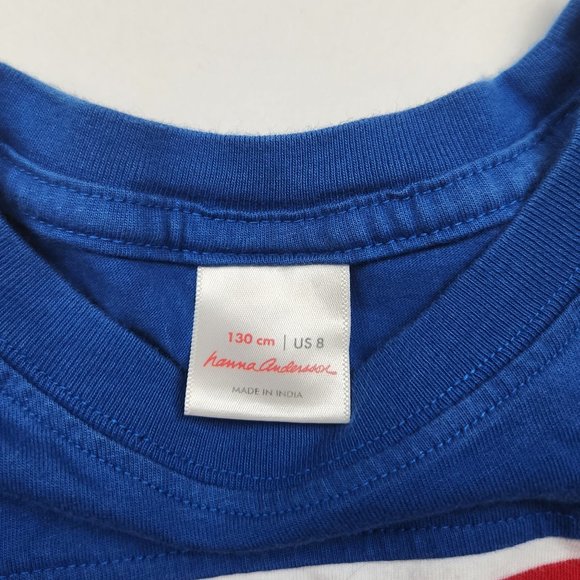 130 cm | US 8
hanna Andersson
MADE IN INDIA